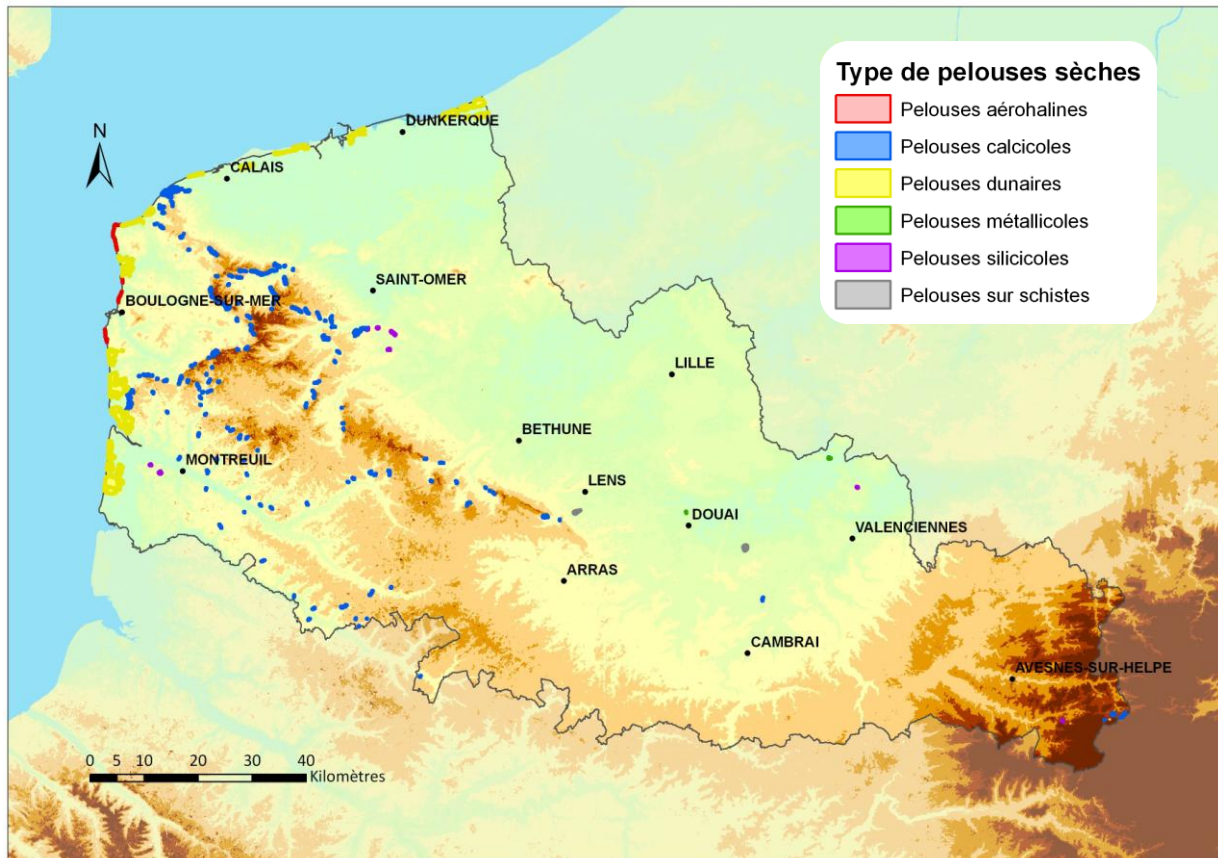 Type de pelouses sèches
Pelouses aérohalines
Pelouses calcicoles
Pelouses dunaires
Pelouses métallicoles
Pelouses silicicoles
Pelouses sur schistes
N
DUNKERQUE
CALAIS
SAINT-OMER
BOULOGNE-SUR-MER
LILLE
BETHUNE
MONTREUIL
LENS
DOUAI
VALENCIENNES
ARRAS
CAMBRAI
AVESNES-SUR-HELPE
0 5 10 20 30 40
Kilomètres